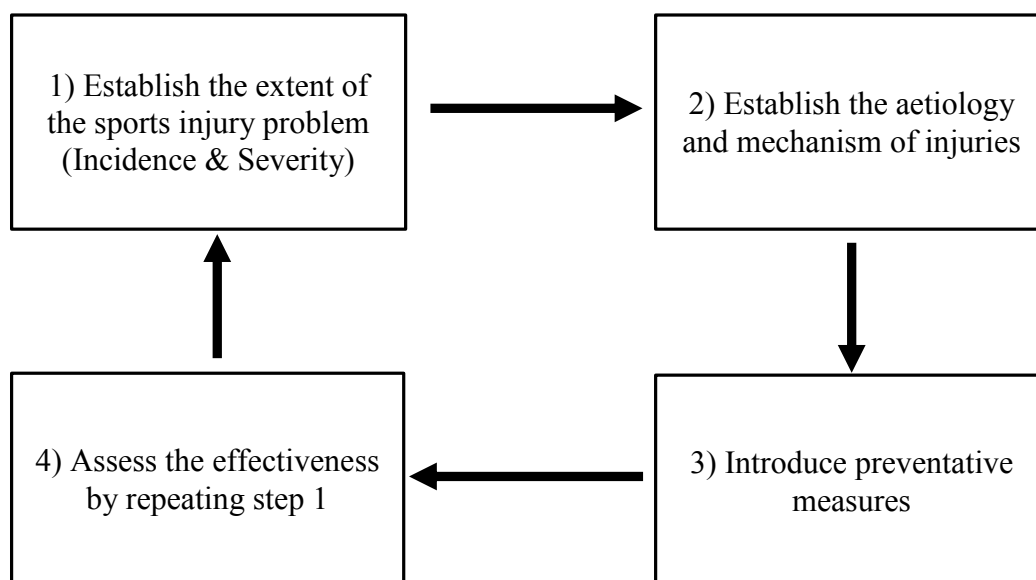 1) Establish the extent of
the sports injury problem
(Incidence & Severity)
2) Establish the aetiology
and mechanism of injuries
3) Introduce preventative
measures
4) Assess the effectiveness
by repeating step 1